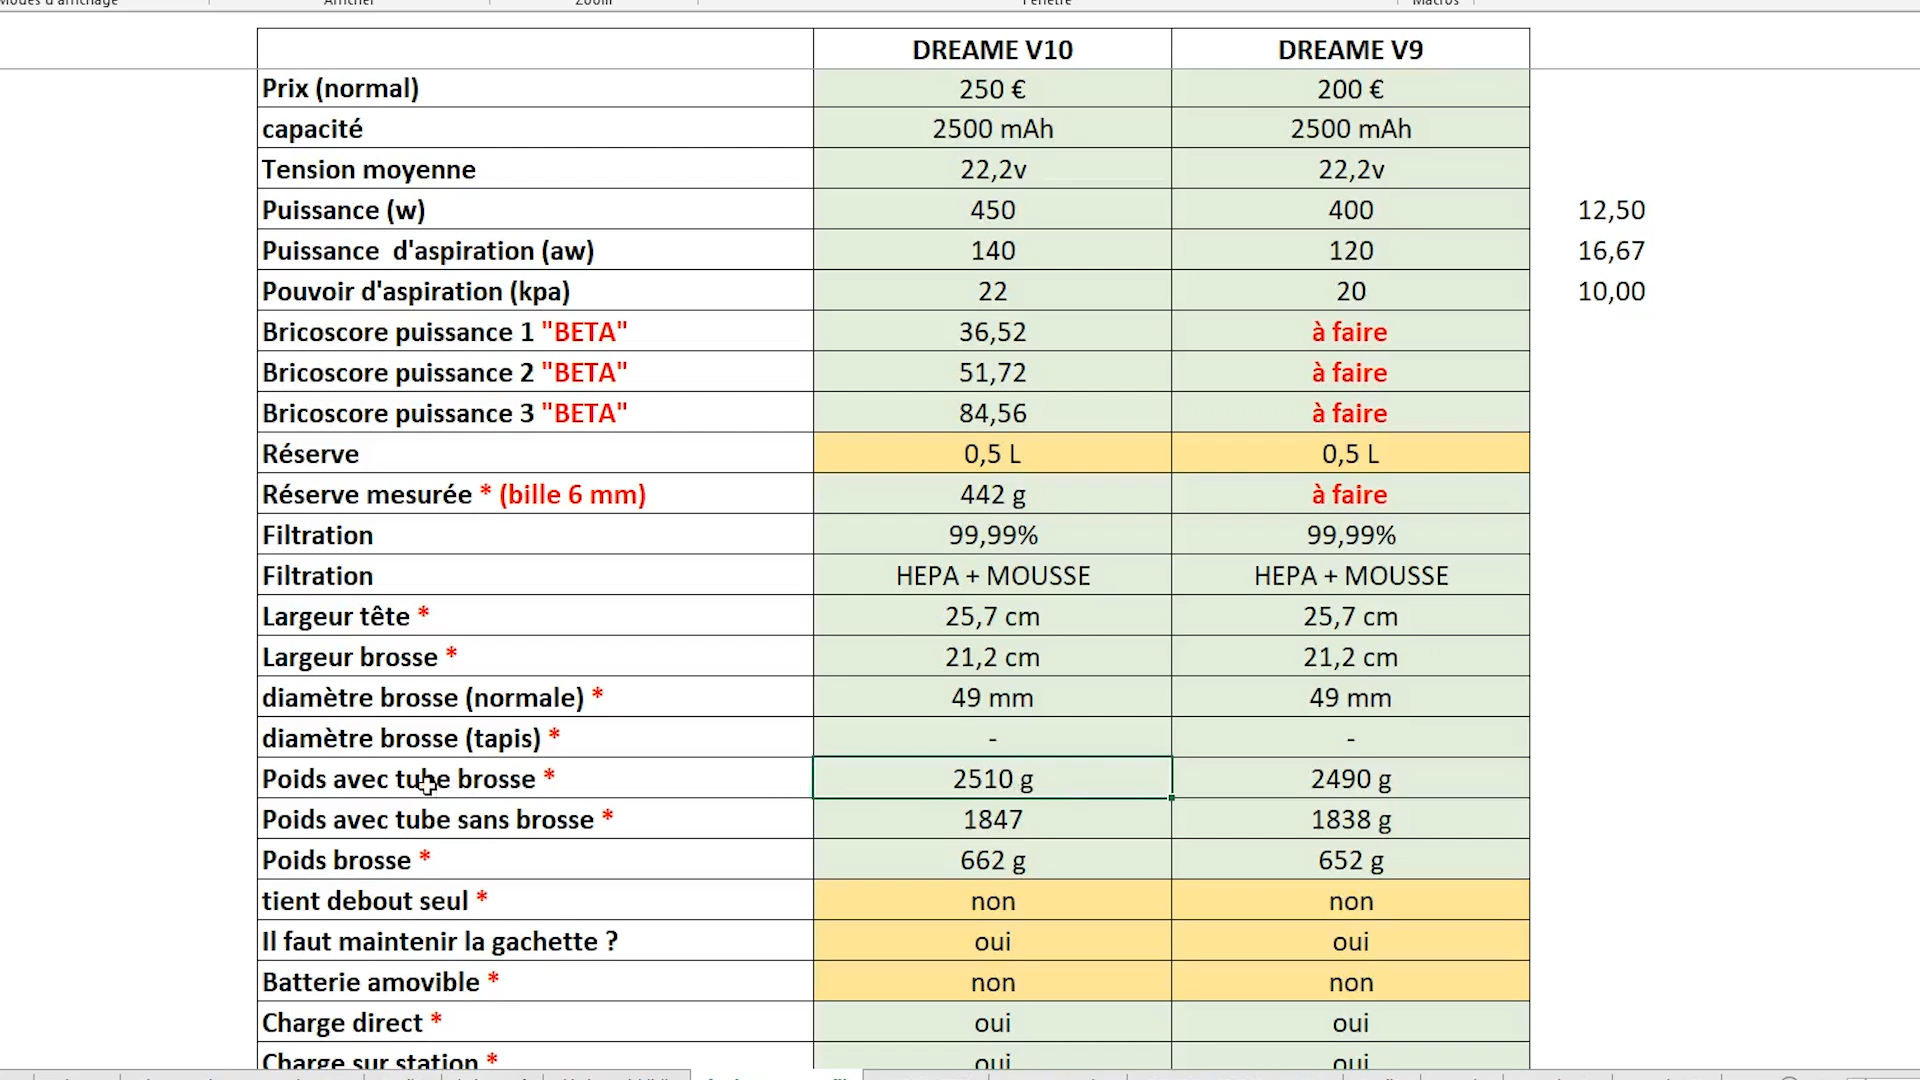 Modes d'affichage Afficher Zoom Fenêtre Macros
DREAME V10 DREAME V9
Prix (normal) 250 € 200 €
capacité 2500 mAh 2500 mAh
Tension moyenne 22,2v 22,2v
Puissance (w) 450 400 12,50
Puissance d'aspiration (aw) 140 120 16,67
Pouvoir d'aspiration (kpa) 22 20 10,00
Bricoscore puissance 1 "BETA" 36,52 à faire
Bricoscore puissance 2 "BETA" 51,72 à faire
Bricoscore puissance 3 "BETA" 84,56 à faire
Réserve 0,5 L 0,5 L
Réserve mesurée * (bille 6 mm) 442 g à faire
Filtration 99,99% 99,99%
Filtration HEPA + MOUSSE HEPA + MOUSSE
Largeur tête * 25,7 cm 25,7 cm
Largeur brosse * 21,2 cm 21,2 cm
diamètre brosse (normale) * 49 mm 49 mm
diamètre brosse (tapis) * - -
Poids avec tube brosse * 2510 g 2490 g
Poids avec tube sans brosse * 1847 1838 g
Poids brosse * 662 g 652 g
tient debout seul * non non
Il faut maintenir la gachette ? oui oui
Batterie amovible * non non
Charge direct * oui oui
Charge sur station * oui oui